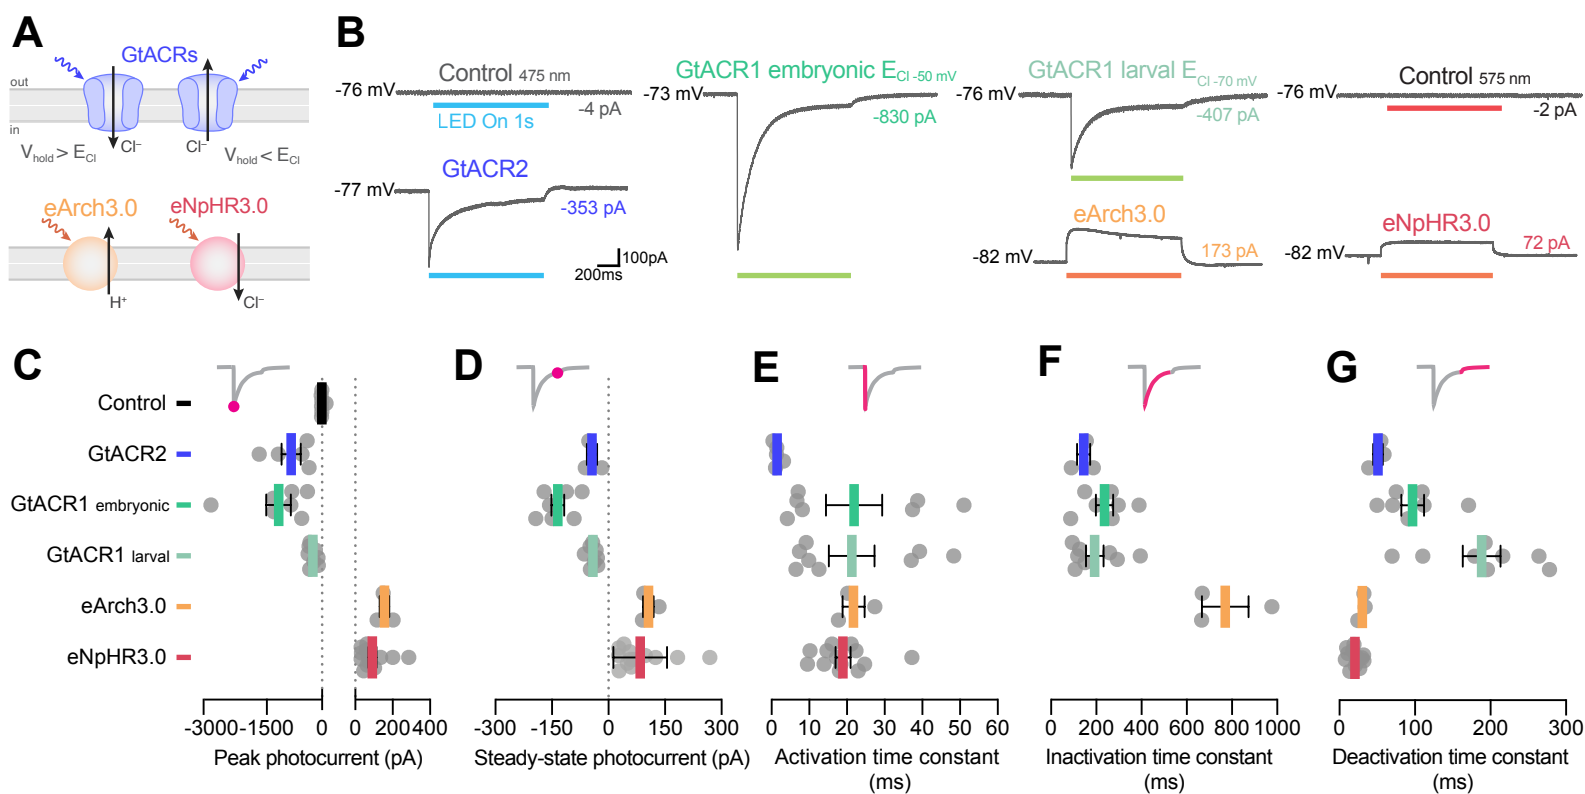 A
GtACRs
out
in
Cl⁻
Cl⁻
V_hold > E_Cl
V_hold < E_Cl
eArch3.0
eNpHR3.0
H⁺
Cl⁻
B
Control 475 nm
-76 mV
-4 pA
LED On 1s
GtACR2
-77 mV
-353 pA
100pA
200ms
GtACR1 embryonic E_Cl -50 mV
-73 mV
-830 pA
GtACR1 larval E_Cl -70 mV
-76 mV
-407 pA
eArch3.0
-82 mV
173 pA
Control 575 nm
-76 mV
-2 pA
eNpHR3.0
-82 mV
72 pA
C
Control
GtACR2
GtACR1 embryonic
GtACR1 larval
eArch3.0
eNpHR3.0
-3000 -1500 0 0 200 400
Peak photocurrent (pA)
D
-300 -150 0 150 300
Steady-state photocurrent (pA)
E
0 10 20 30 40 50 60
Activation time constant
(ms)
F
0 200 400 600 800 1000
Inactivation time constant
(ms)
G
0 100 200 300
Deactivation time constant
(ms)